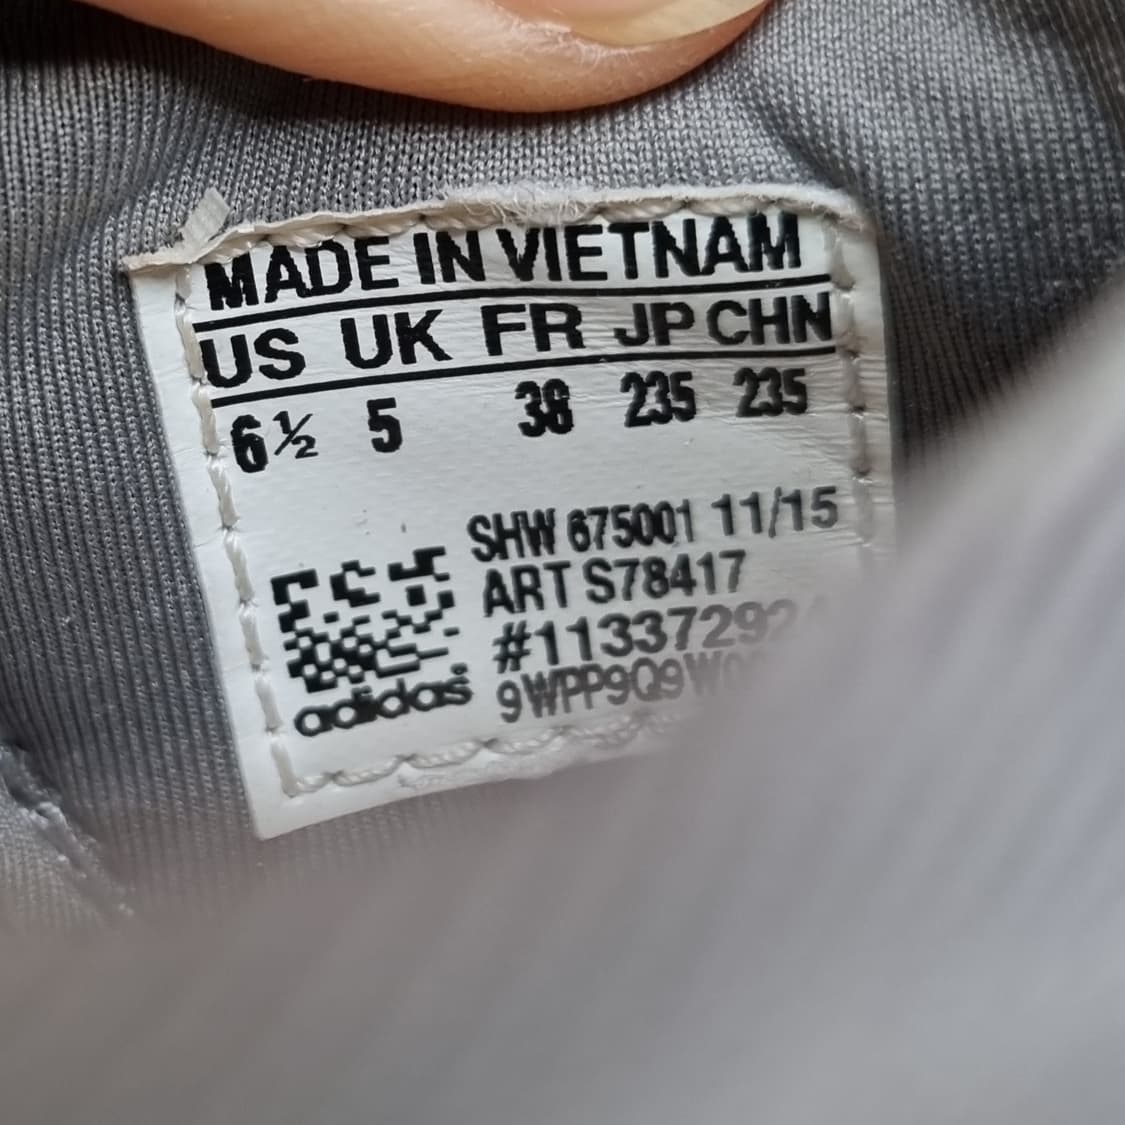 MADE IN VIETNAM
US UK FR JP CHN
6½ 5 38 235 235
SHW 675001 11/15
ART S78417
adidas